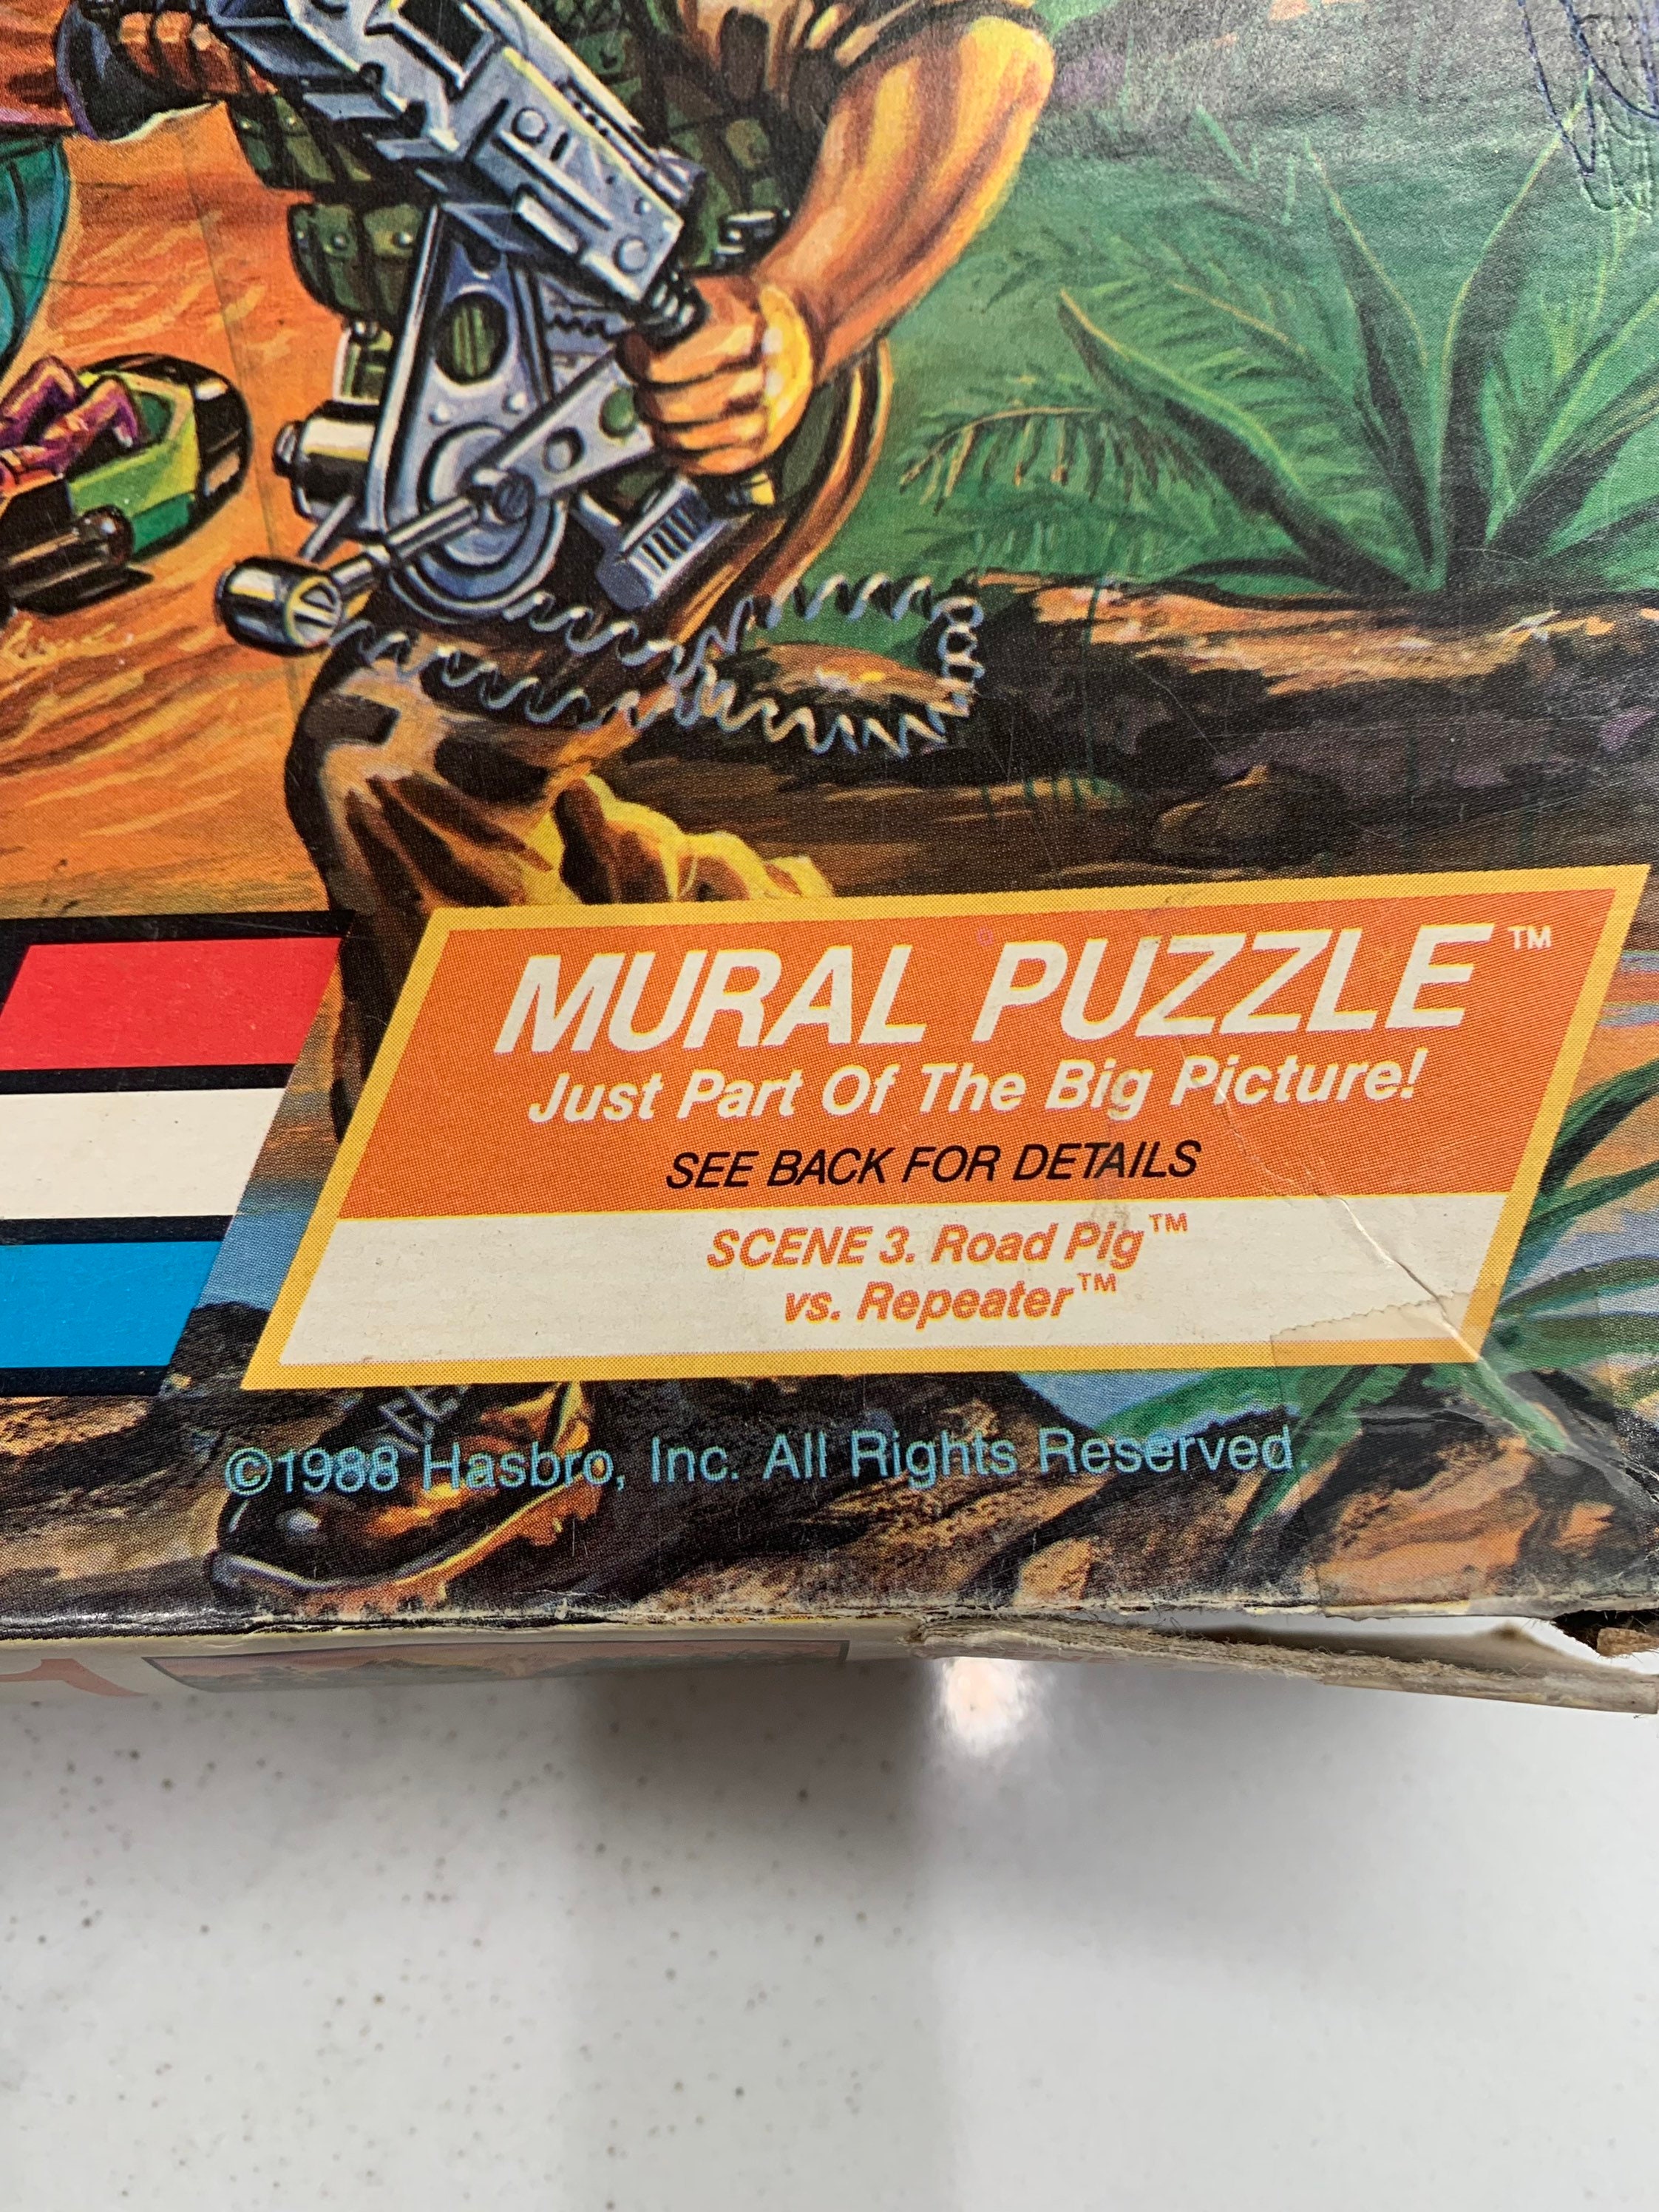 MURAL PUZZLE™
Just Part Of The Big Picture!
SEE BACK FOR DETAILS
SCENE 3. Road Pig™
vs. Repeater™
©1988 Hasbro, Inc. All Rights Reserved.